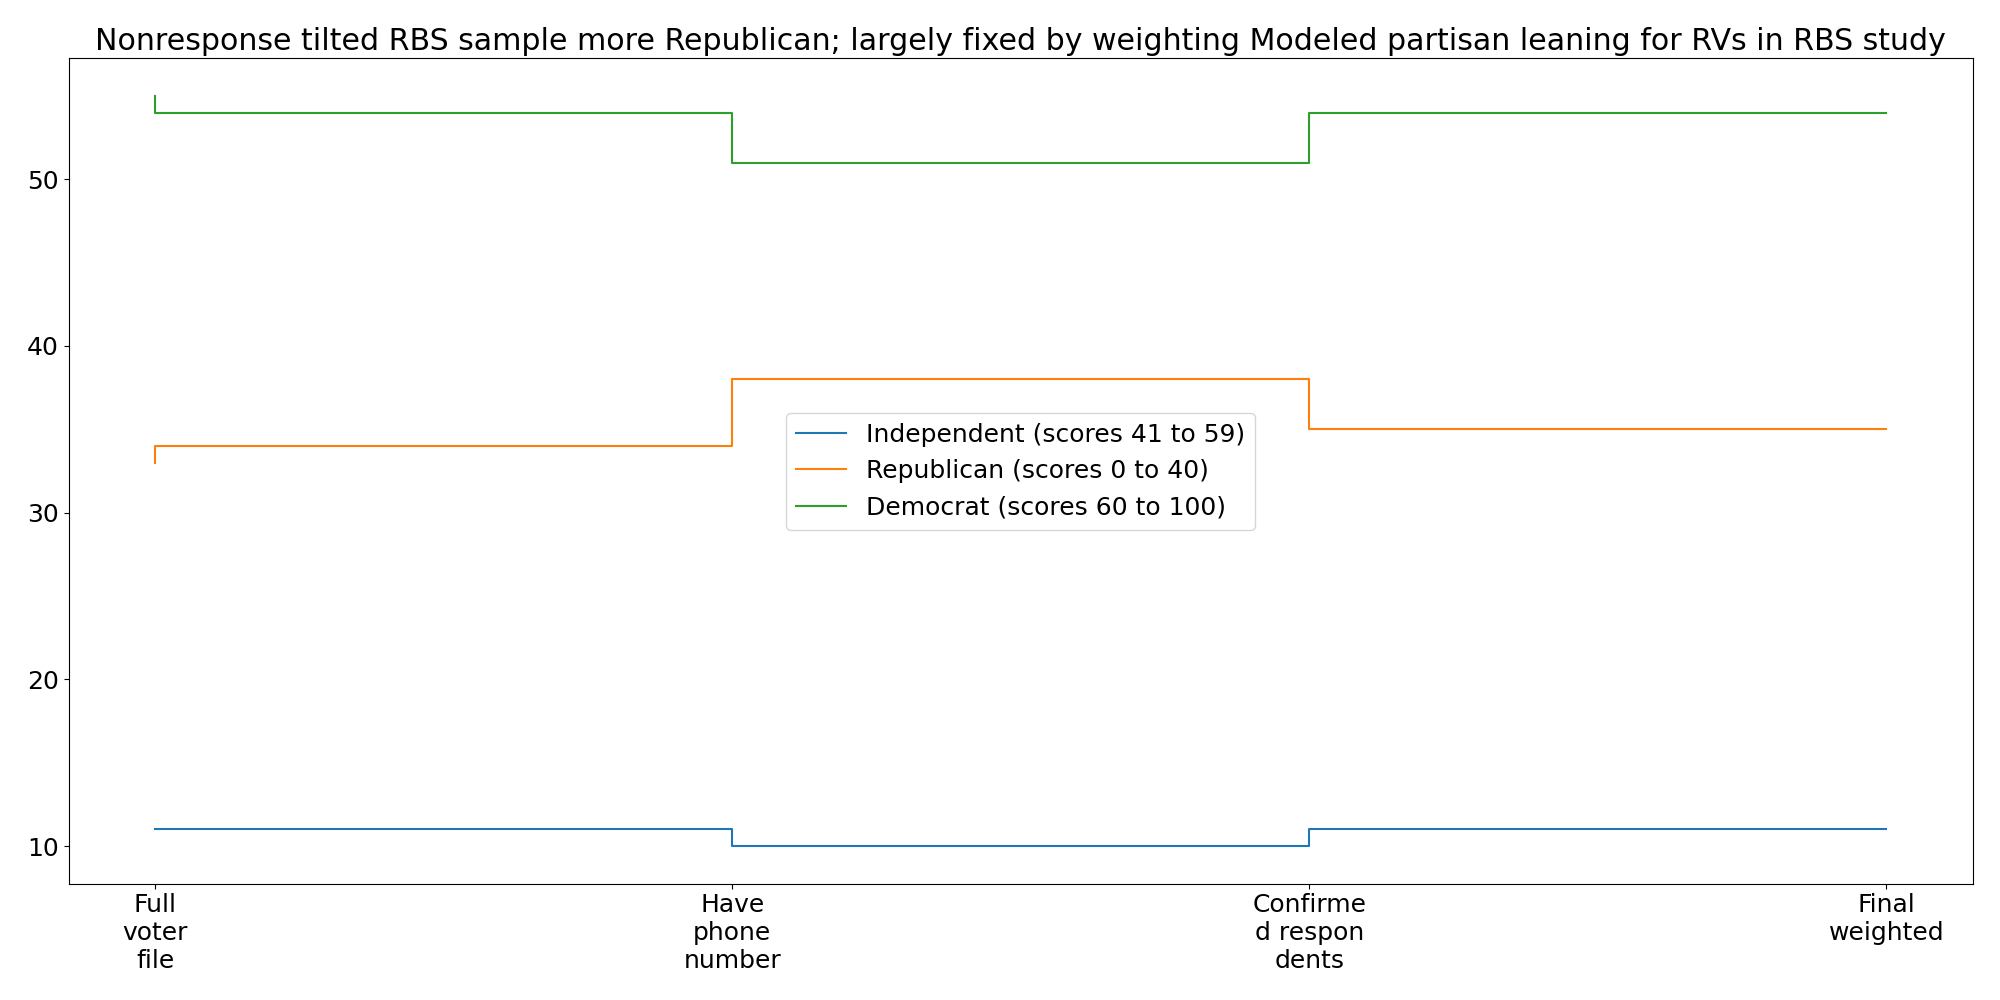 Nonresponse tilted RBS sample more Republican; largely fixed by weighting Modeled partisan leaning for RVs in RBS study
50
40
30
20
10
Independent (scores 41 to 59)
Republican (scores 0 to 40)
Democrat (scores 60 to 100)
Full
voter
file
Have
phone
number
Confirme
d respon
dents
Final
weighted